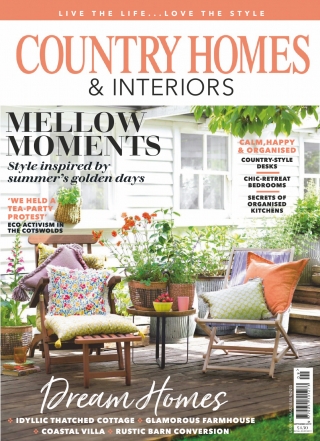 LIVE THE LIFE...LOVE THE STYLE
COUNTRY HOMES
& INTERIORS
MELLOW
MOMENTS
Style inspired by
summer's golden days
'WE HELD A
TEA-PARTY
PROTEST'
ECO ACTIVISM IN
THE COTSWOLDS
CALM, HAPPY
& ORGANISED
COUNTRY-STYLE
DESKS
CHIC-RETREAT
BEDROOMS
SECRETS OF
ORGANISED
KITCHENS
Dream Homes
+ IDYLLIC THATCHED COTTAGE + GLAMOROUS FARMHOUSE
+ COASTAL VILLA + RUSTIC BARN CONVERSION